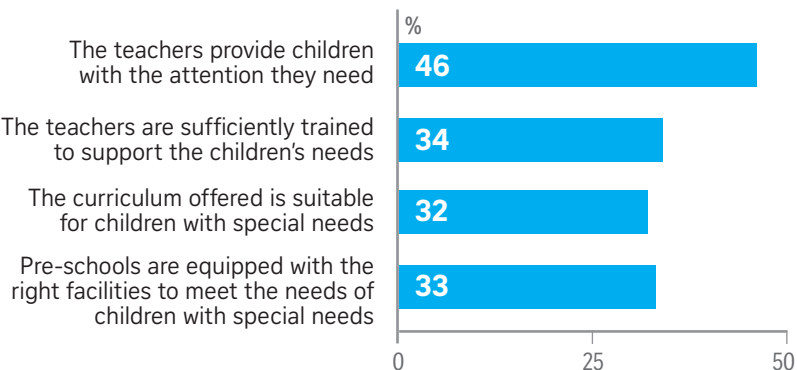 %
The teachers provide children
with the attention they need
46
The teachers are sufficiently trained
to support the children's needs
34
The curriculum offered is suitable
for children with special needs
32
Pre-schools are equipped with the
right facilities to meet the needs of
children with special needs
33
0 25 50